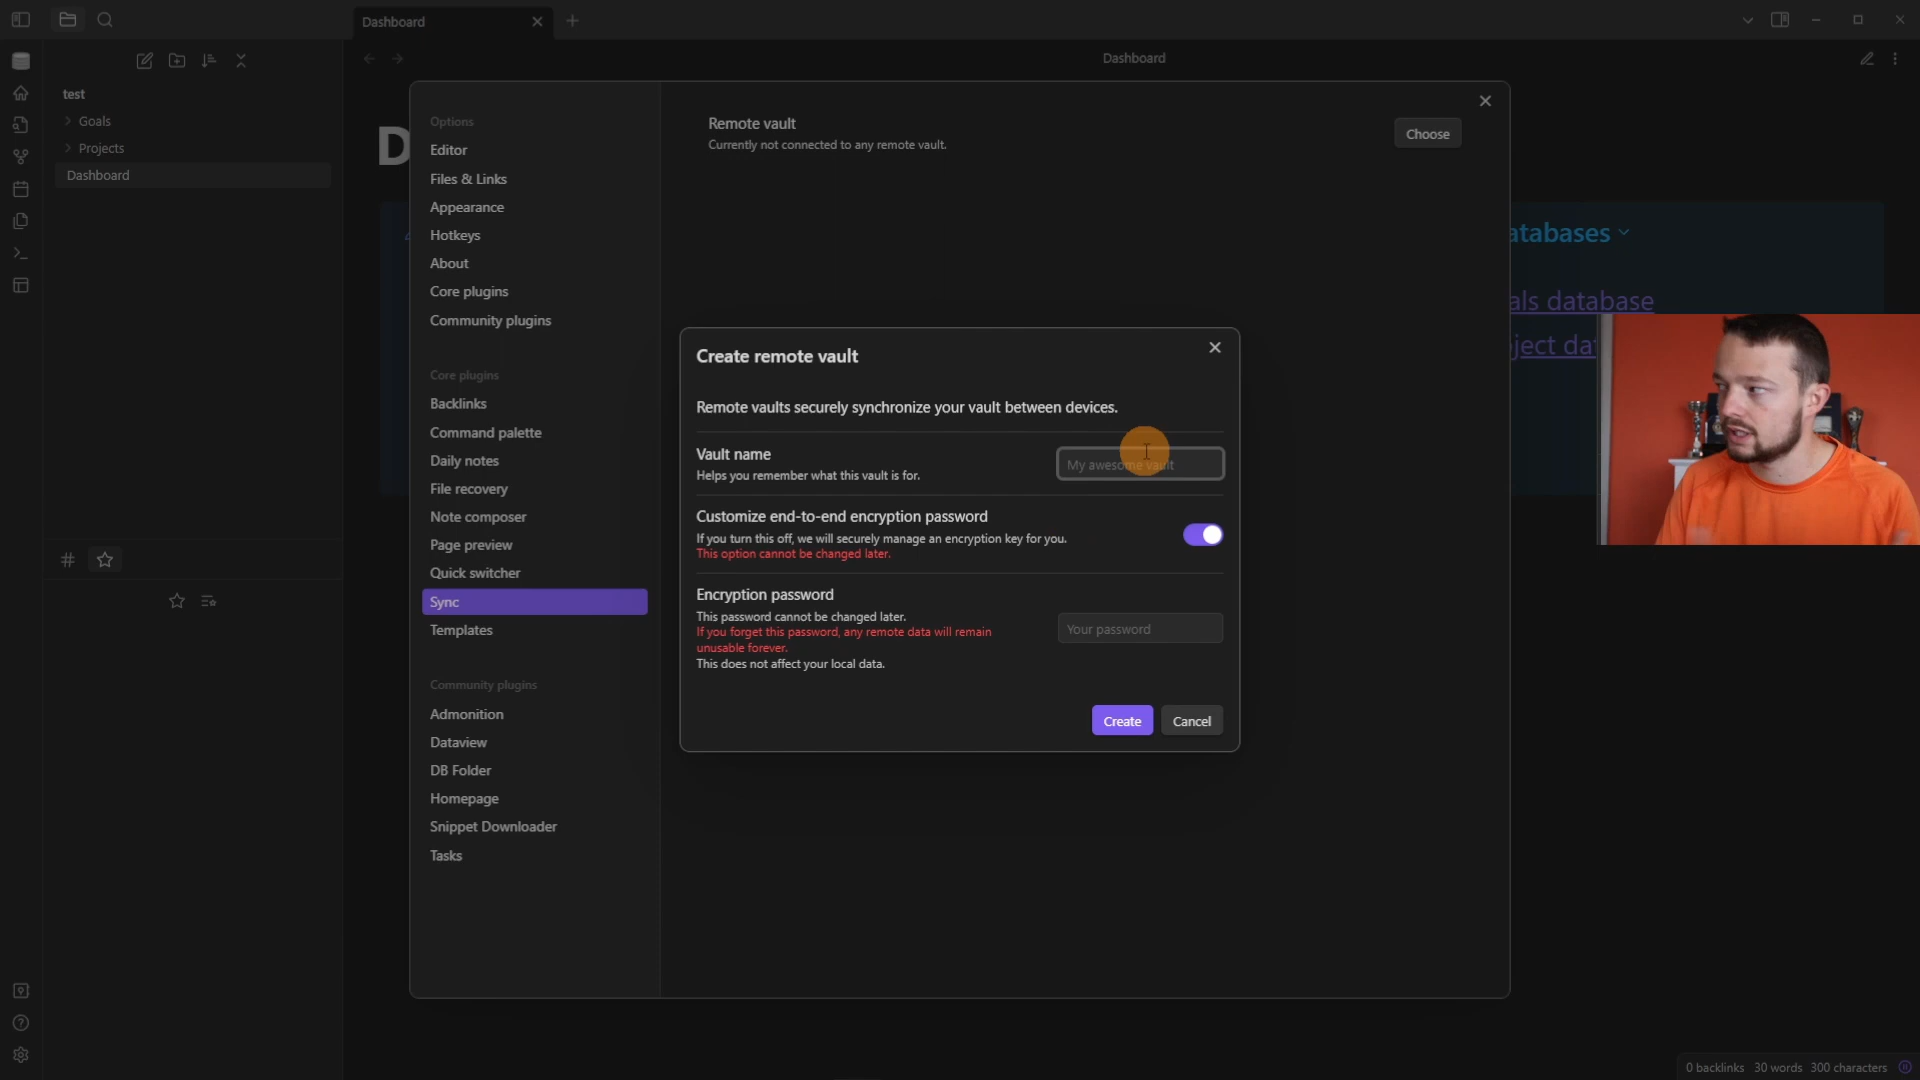 Dashboard
Dashboard
test
Goals
Projects
Dashboard
D
Options
Editor
Files & Links
Appearance
Hotkeys
About
Core plugins
Community plugins
Core plugins
Backlinks
Command palette
Daily notes
File recovery
Note composer
Page preview
Quick switcher
Sync
Templates
Community plugins
Admonition
Dataview
DB Folder
Homepage
Snippet Downloader
Tasks
Remote vault
Currently not connected to any remote vault.
Choose
Create remote vault
Remote vaults securely synchronize your vault between devices.
Vault name
Helps you remember what this vault is for.
My awesome vault
Customize end-to-end encryption password
If you turn this off, we will securely manage an encryption key for you.
This option cannot be changed later.
Encryption password
This password cannot be changed later.
If you forget this password, any remote data will remain
unusable forever.
This does not affect your local data.
Your password
Create
Cancel
atabases
als database
ject dat
0 backlinks 30 words 300 characters